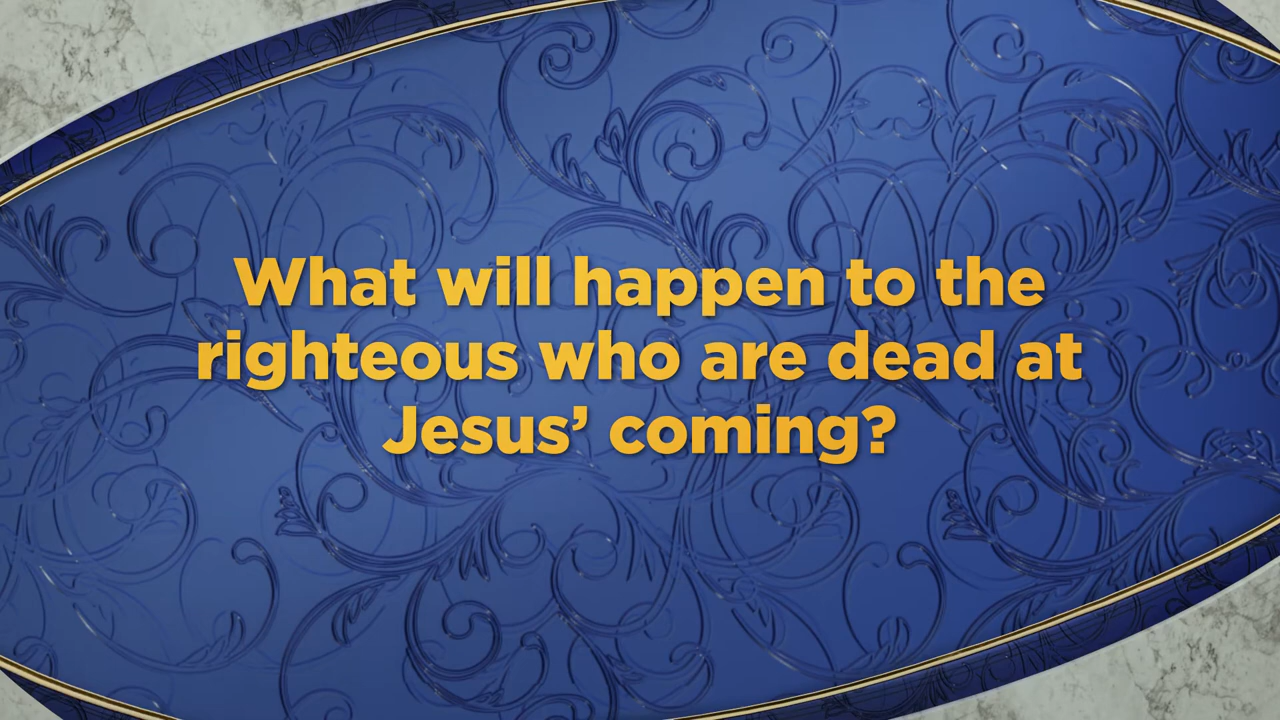 What will happen to the
righteous who are dead at
Jesus’ coming?